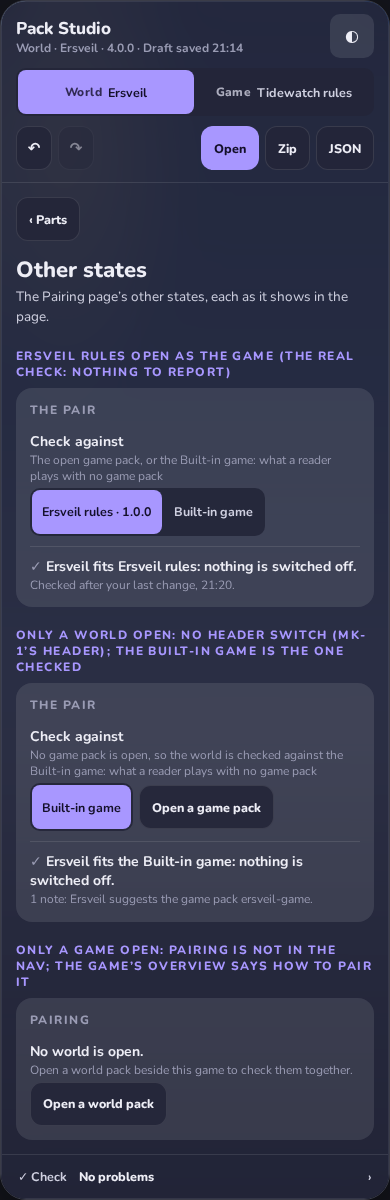 Pack Studio
World · Ersveil · 4.0.0 · Draft saved 21:14
World Ersveil
Game Tidewatch rules
Open
Zip
JSON
‹ Parts
Other states
The Pairing page's other states, each as it shows in the
page.
ERSVEIL RULES OPEN AS THE GAME (THE REAL
CHECK: NOTHING TO REPORT)
THE PAIR
Check against
The open game pack, or the Built-in game: what a reader
plays with no game pack
Ersveil rules · 1.0.0
Built-in game
✓ Ersveil fits Ersveil rules: nothing is switched off.
Checked after your last change, 21:20.
ONLY A WORLD OPEN: NO HEADER SWITCH (MK-
1'S HEADER); THE BUILT-IN GAME IS THE ONE
CHECKED
THE PAIR
Check against
No game pack is open, so the world is checked against the
Built-in game: what a reader plays with no game pack
Built-in game
Open a game pack
✓ Ersveil fits the Built-in game: nothing is
switched off.
1 note: Ersveil suggests the game pack ersveil-game.
ONLY A GAME OPEN: PAIRING IS NOT IN THE
NAV; THE GAME'S OVERVIEW SAYS HOW TO PAIR
IT
PAIRING
No world is open.
Open a world pack beside this game to check them together.
Open a world pack
✓ Check No problems ›